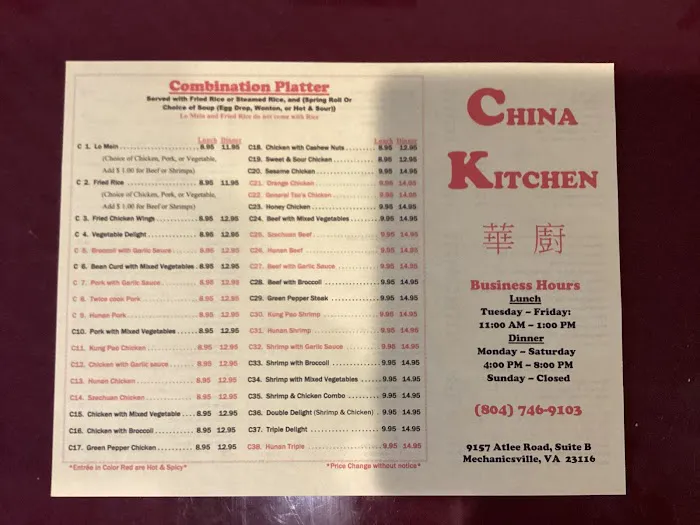 Combination Platter
Served with Fried Rice or Steamed Rice, and (Spring Roll Or
Choice of Soup (Egg Drop, Wonton, or Hot & Sour))
Lo Mein and Fried Rice do not come with Rice
Lunch Dinner
C 1. Lo Mein 8.95 11.95
(Choice of Chicken, Pork, or Vegetable,
Add $ 1.00 for Beef or Shrimps)
C 2. Fried Rice 8.95 11.95
(Choice of Chicken, Pork, or Vegetable,
Add $ 1.00 for Beef or Shrimps)
C 3. Fried Chicken Wings 8.95 12.95
C 4. Vegetable Delight 8.95 12.95
C 5. Broccoli with Garlic Sauce 8.95 12.95
C 6. Bean Curd with Mixed Vegetables 8.95 12.95
C 7. Pork with Garlic Sauce 8.95 12.95
C 8. Twice cook Pork 8.95 12.95
C 9. Hunan Pork 8.95 12.95
C10. Pork with Mixed Vegetables 8.95 12.95
C11. Kung Pao Chicken 8.95 12.95
C12. Chicken with Garlic sauce 8.95 12.95
C13. Hunan Chicken 8.95 12.95
C14. Szechuan Chicken 8.95 12.95
C15. Chicken with Mixed Vegetable 8.95 12.95
C16. Chicken with Broccoli 8.95 12.95
C17. Green Pepper Chicken 8.95 12.95
*Entrée in Color Red are Hot & Spicy*
Lunch Dinner
C18. Chicken with Cashew Nuts 8.95 12.95
C19. Sweet & Sour Chicken 8.95 12.95
C20. Sesame Chicken 9.95 14.95
C21. Orange Chicken 9.95 14.95
C22. General Tso's Chicken 9.95 14.95
C23. Honey Chicken 9.95 14.95
C24. Beef with Mixed Vegetables 9.95 14.95
C25. Szechuan Beef 9.95 14.95
C26. Hunan Beef 9.95 14.95
C27. Beef with Garlic Sauce 9.95 14.95
C28. Beef with Broccoli 9.95 14.95
C29. Green Pepper Steak 9.95 14.95
C30. Kung Pao Shrimp 9.95 14.95
C31. Hunan Shrimp 9.95 14.95
C32. Shrimp with Garlic Sauce 9.95 14.95
C33. Shrimp with Broccoli 9.95 14.95
C34. Shrimp with Mixed Vegetables 9.95 14.95
C35. Shrimp & Chicken Combo 9.95 14.95
C36. Double Delight (Shrimp & Chicken) 9.95 14.95
C37. Triple Delight 9.95 14.95
C38. Hunan Triple 9.95 14.95
*Price Change without notice*
CHINA
KITCHEN
華 廚
Business Hours
Lunch
Tuesday – Friday:
11:00 AM – 1:00 PM
Dinner
Monday – Saturday
4:00 PM – 8:00 PM
Sunday – Closed
(804) 746-9103
9157 Atlee Road, Suite B
Mechanicsville, VA 23116